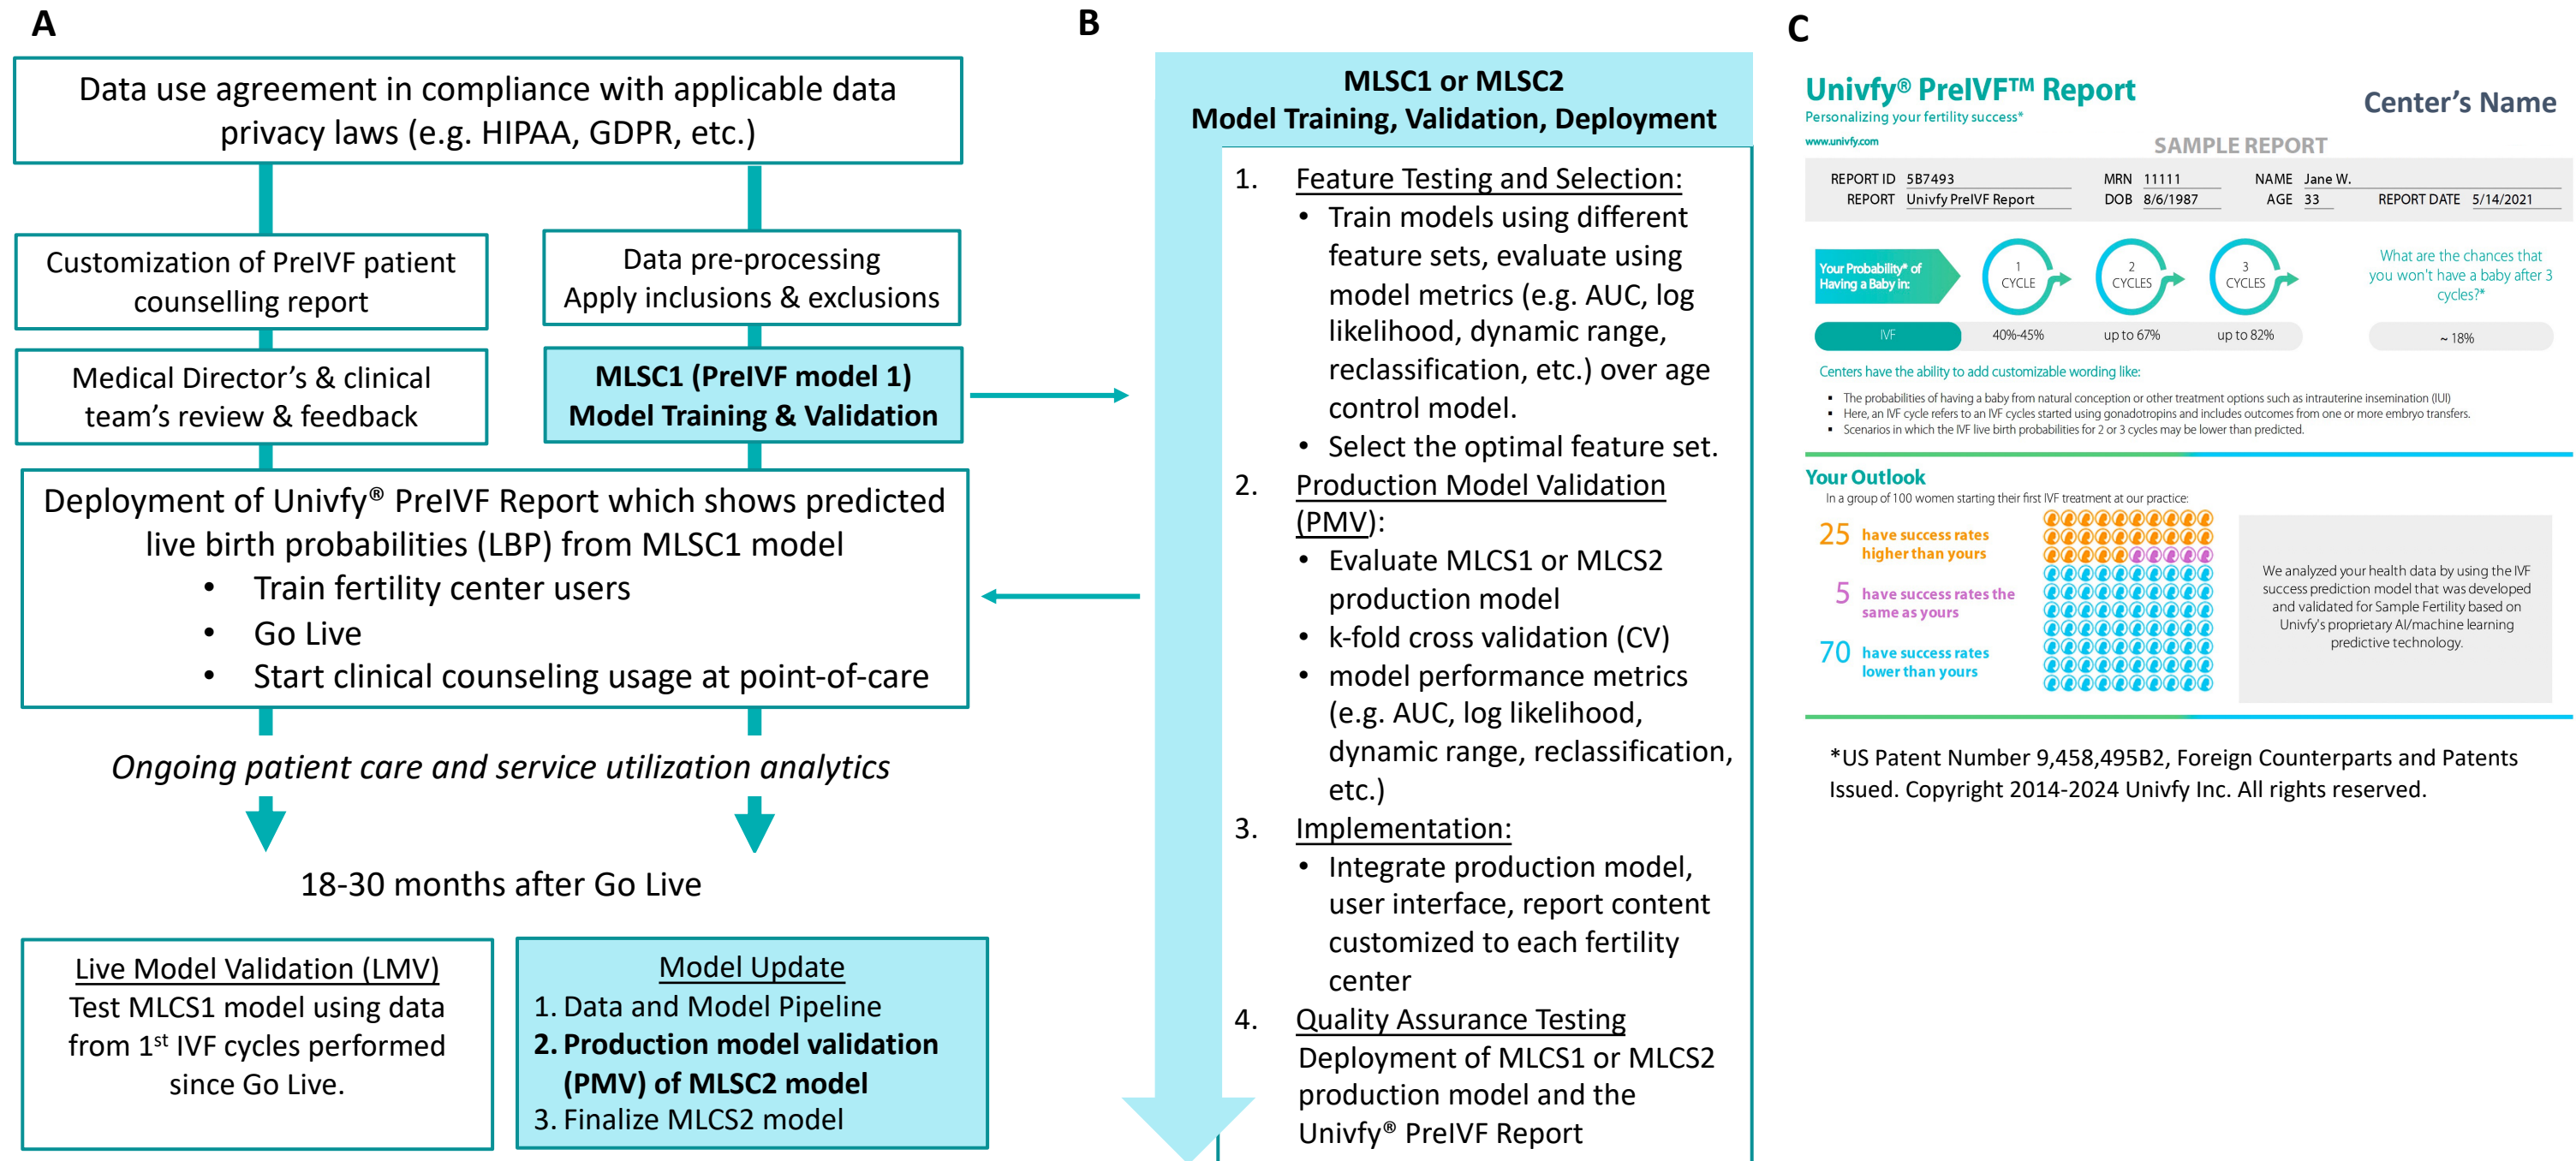 A
Data use agreement in compliance with applicable data
privacy laws (e.g. HIPAA, GDPR, etc.)
Customization of PreIVF patient
counselling report
Data pre-processing
Apply inclusions & exclusions
Medical Director's & clinical
team's review & feedback
MLSC1 (PreIVF model 1)
Model Training & Validation
Deployment of Univfy® PreIVF Report which shows predicted
live birth probabilities (LBP) from MLSC1 model
• Train fertility center users
• Go Live
• Start clinical counseling usage at point-of-care
Ongoing patient care and service utilization analytics
18-30 months after Go Live
Live Model Validation (LMV)
Test MLCS1 model using data
from 1st IVF cycles performed
since Go Live.
Model Update
1. Data and Model Pipeline
2. Production model validation
(PMV) of MLSC2 model
3. Finalize MLCS2 model
B
MLSC1 or MLSC2
Model Training, Validation, Deployment
1. Feature Testing and Selection:
• Train models using different
feature sets, evaluate using
model metrics (e.g. AUC, log
likelihood, dynamic range,
reclassification, etc.) over age
control model.
• Select the optimal feature set.
2. Production Model Validation
(PMV):
• Evaluate MLCS1 or MLCS2
production model
• k-fold cross validation (CV)
• model performance metrics
(e.g. AUC, log likelihood,
dynamic range, reclassification,
etc.)
3. Implementation:
• Integrate production model,
user interface, report content
customized to each fertility
center
4. Quality Assurance Testing
Deployment of MLCS1 or MLCS2
production model and the
Univfy® PreIVF Report
C
Univfy® PreIVF™ Report
Center's Name
Personalizing your fertility success*
www.univfy.com
SAMPLE REPORT
REPORT ID 5B7493 MRN 11111 NAME Jane W.
REPORT Univfy PreIVF Report DOB 8/6/1987 AGE 33 REPORT DATE 5/14/2021
Your Probability* of
Having a Baby in:
1
CYCLE
2
CYCLES
3
CYCLES
What are the chances that
you won't have a baby after 3
cycles?*
IVF 40%-45% up to 67% up to 82% ~ 18%
Centers have the ability to add customizable wording like:
▪ The probabilities of having a baby from natural conception or other treatment options such as intrauterine insemination (IUI)
▪ Here, an IVF cycle refers to an IVF cycles started using gonadotropins and includes outcomes from one or more embryo transfers.
▪ Scenarios in which the IVF live birth probabilities for 2 or 3 cycles may be lower than predicted.
Your Outlook
In a group of 100 women starting their first IVF treatment at our practice:
25 have success rates
higher than yours
5 have success rates the
same as yours
70 have success rates
lower than yours
We analyzed your health data by using the IVF
success prediction model that was developed
and validated for Sample Fertility based on
Univfy's proprietary AI/machine learning
predictive technology.
*US Patent Number 9,458,495B2, Foreign Counterparts and Patents
Issued. Copyright 2014-2024 Univfy Inc. All rights reserved.